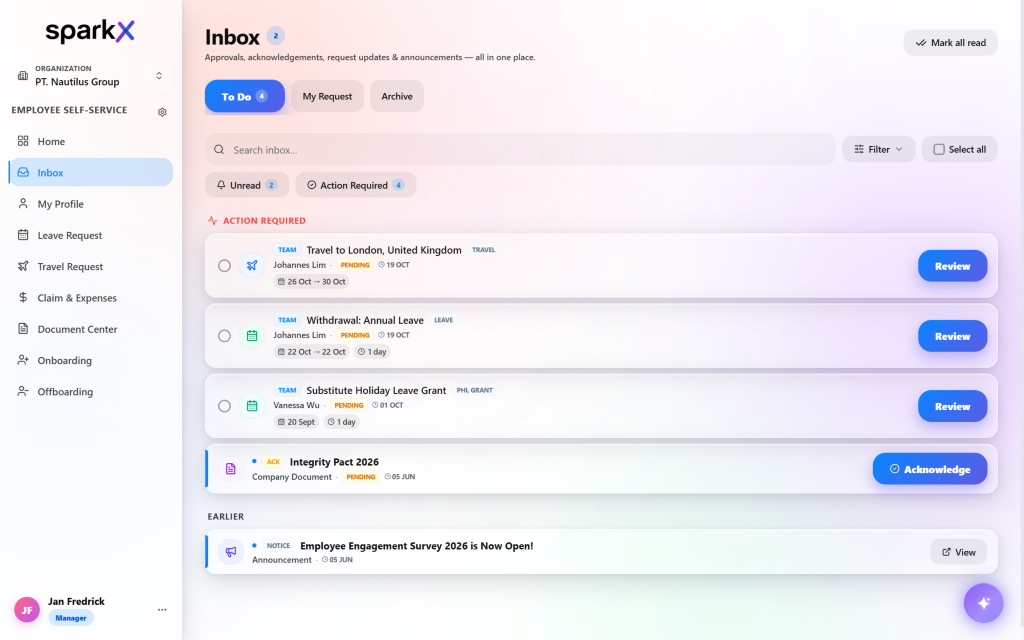 sparkX
ORGANIZATION
PT. Nautilus Group
EMPLOYEE SELF-SERVICE
Home
Inbox
My Profile
Leave Request
Travel Request
Claim & Expenses
Document Center
Onboarding
Offboarding
JF
Jan Fredrick
Manager
Inbox 2
Approvals, acknowledgements, request updates & announcements — all in one place.
Mark all read
To Do 4
My Request
Archive
Search inbox...
Filter
Select all
Unread 2
Action Required 4
ACTION REQUIRED
TEAM Travel to London, United Kingdom TRAVEL
Johannes Lim · PENDING 19 OCT
26 Oct → 30 Oct
Review
TEAM Withdrawal: Annual Leave LEAVE
Johannes Lim · PENDING 19 OCT
22 Oct → 22 Oct 1 day
Review
TEAM Substitute Holiday Leave Grant PHL GRANT
Vanessa Wu · PENDING 01 OCT
20 Sept 1 day
Review
ACK Integrity Pact 2026
Company Document · PENDING 05 JUN
Acknowledge
EARLIER
NOTICE Employee Engagement Survey 2026 is Now Open!
Announcement · 05 JUN
View